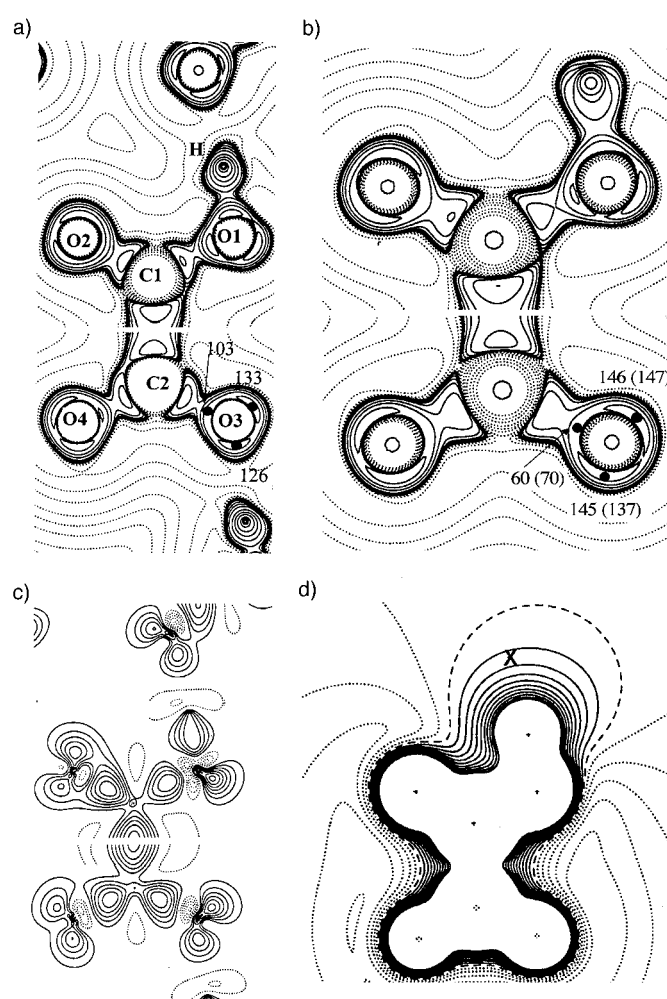 a)
b)
H
O2
O1
C1
C2
103
133
O4
O3
126
146 (147)
60 (70)
145 (137)
c)
d)
X